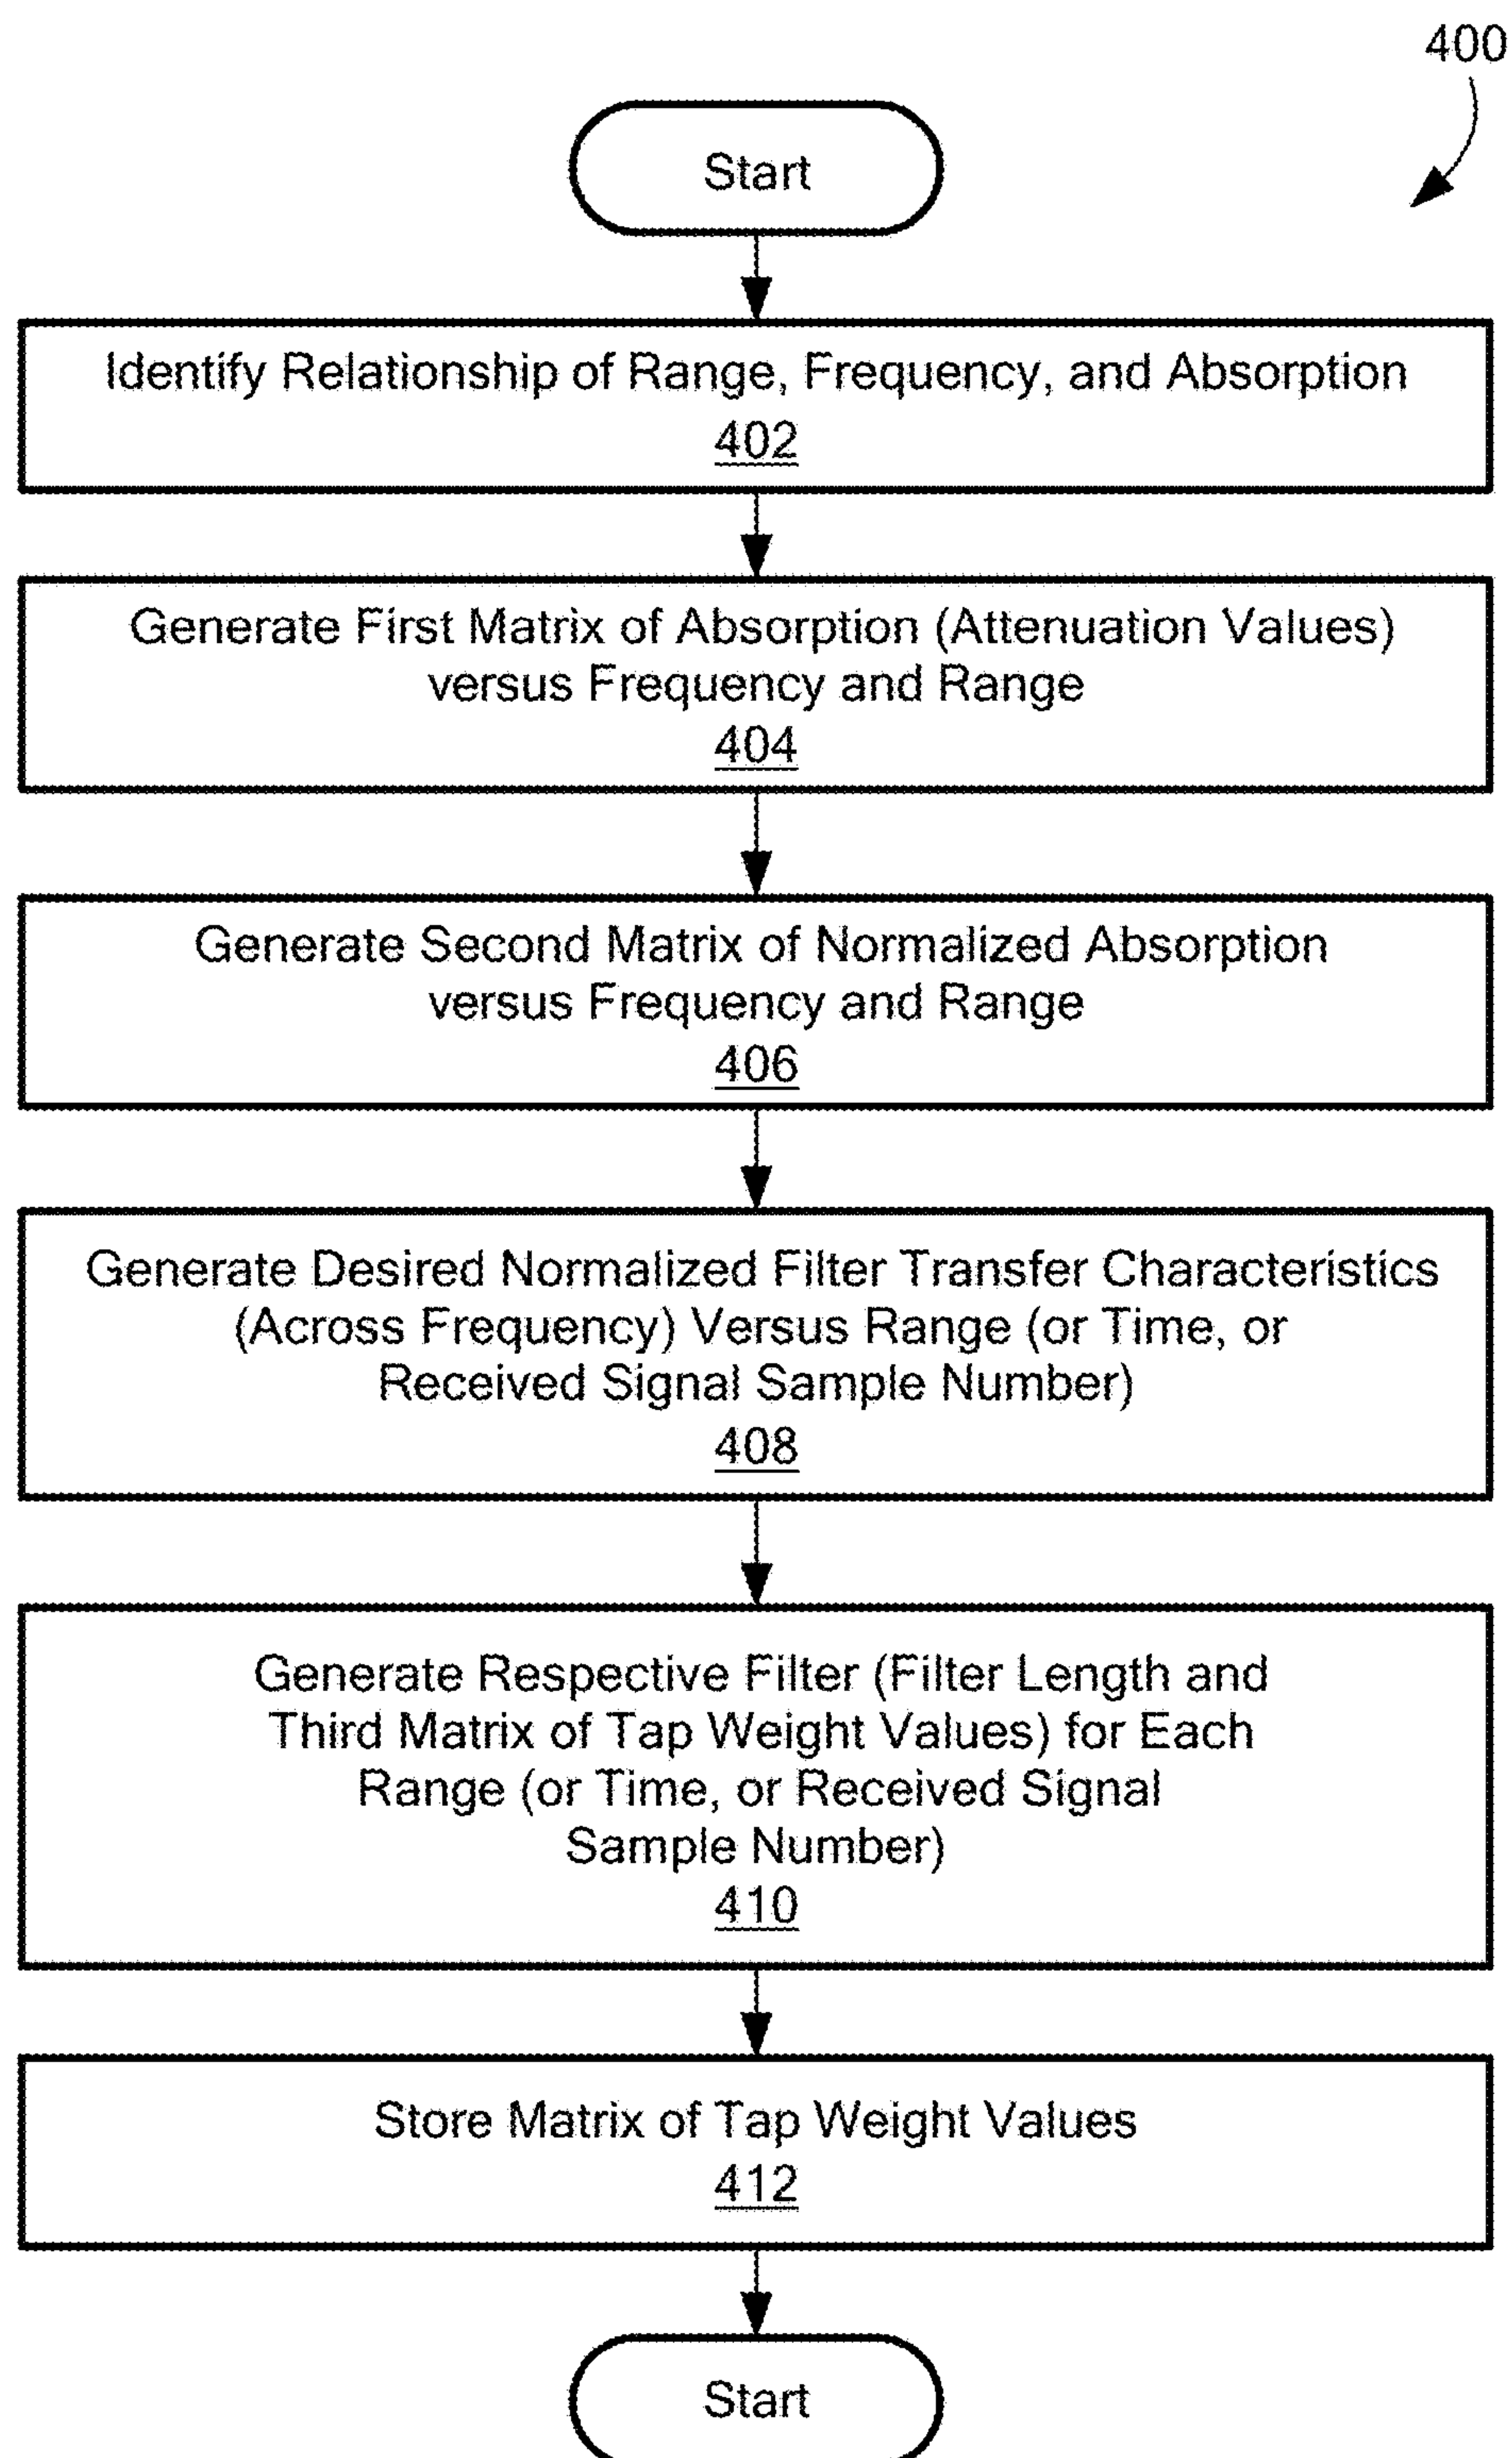 400
Start
Identify Relationship of Range, Frequency, and Absorption
402
Generate First Matrix of Absorption (Attenuation Values)
versus Frequency and Range
404
Generate Second Matrix of Normalized Absorption
versus Frequency and Range
406
Generate Desired Normalized Filter Transfer Characteristics
(Across Frequency) Versus Range (or Time, or
Received Signal Sample Number)
408
Generate Respective Filter (Filter Length and
Third Matrix of Tap Weight Values) for Each
Range (or Time, or Received Signal
Sample Number)
410
Store Matrix of Tap Weight Values
412
Start